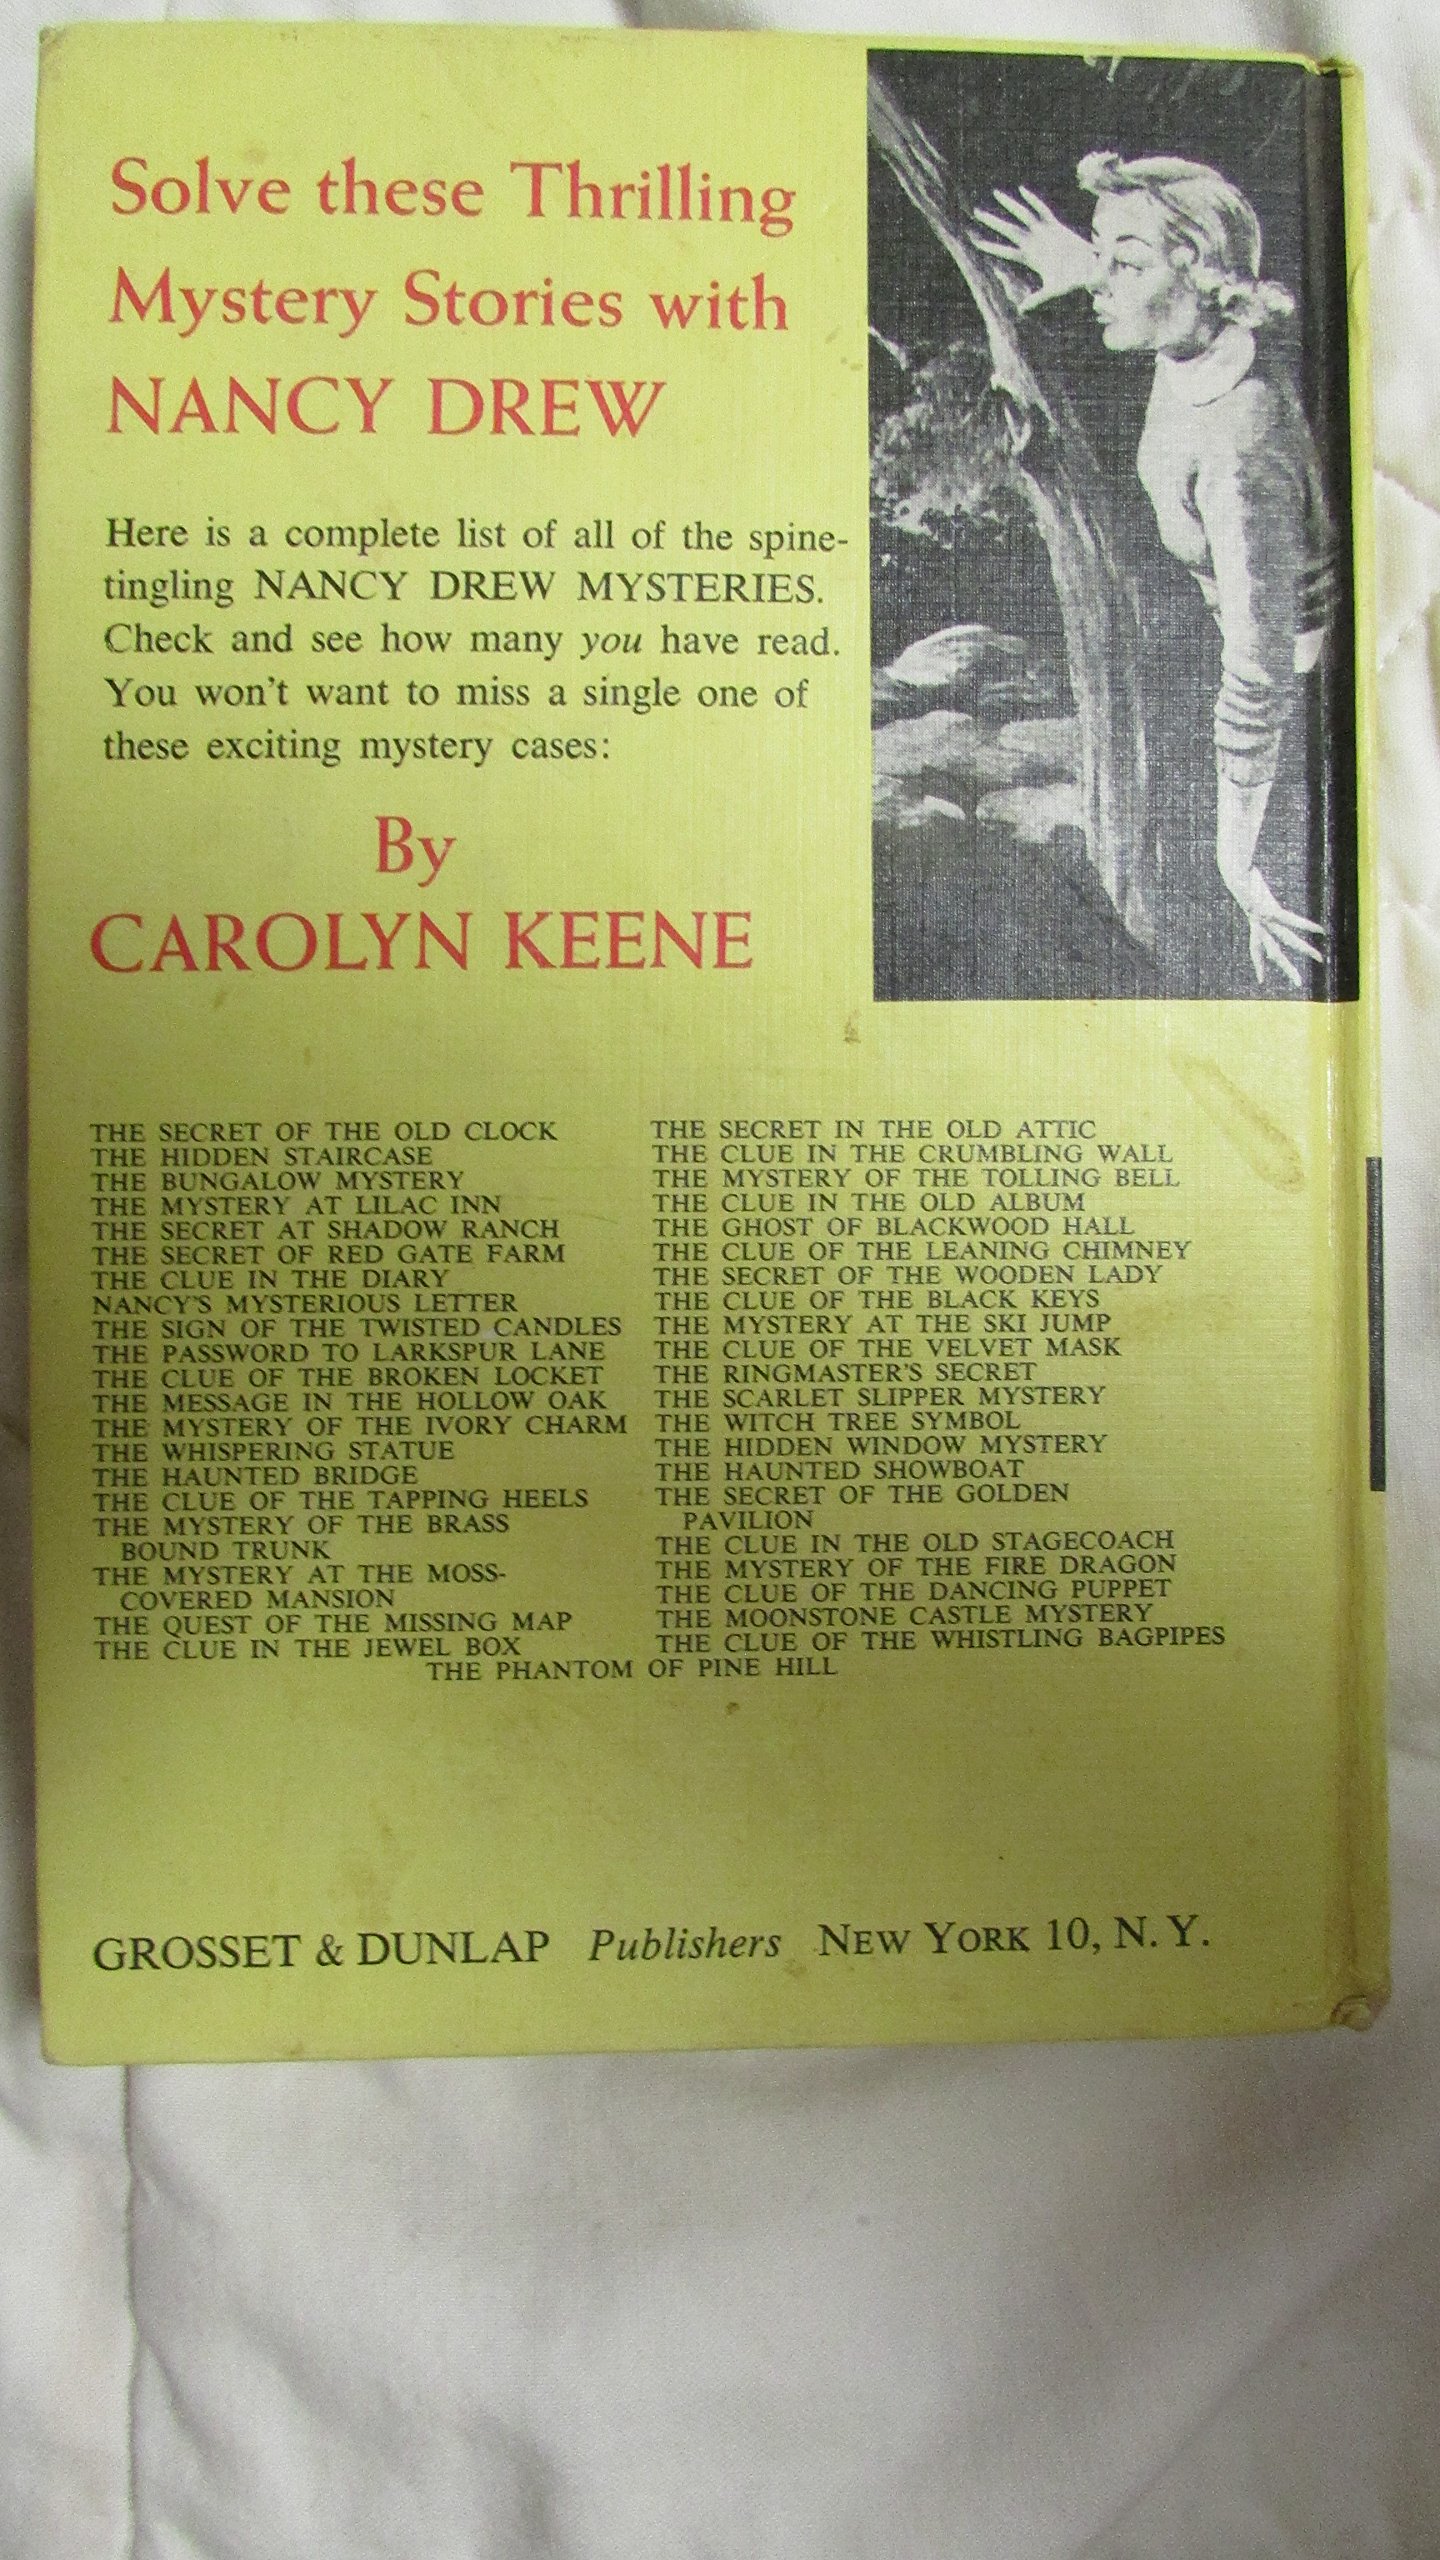 Solve these Thrilling
Mystery Stories with
NANCY DREW
Here is a complete list of all of the spine-
tingling NANCY DREW MYSTERIES.
Check and see how many you have read.
You won't want to miss a single one of
these exciting mystery cases:
By
CAROLYN KEENE
THE SECRET OF THE OLD CLOCK
THE HIDDEN STAIRCASE
THE BUNGALOW MYSTERY
THE MYSTERY AT LILAC INN
THE SECRET AT SHADOW RANCH
THE SECRET OF RED GATE FARM
THE CLUE IN THE DIARY
NANCY'S MYSTERIOUS LETTER
THE SIGN OF THE TWISTED CANDLES
THE PASSWORD TO LARKSPUR LANE
THE CLUE OF THE BROKEN LOCKET
THE MESSAGE IN THE HOLLOW OAK
THE MYSTERY OF THE IVORY CHARM
THE WHISPERING STATUE
THE HAUNTED BRIDGE
THE CLUE OF THE TAPPING HEELS
THE MYSTERY OF THE BRASS
BOUND TRUNK
THE MYSTERY AT THE MOSS-
COVERED MANSION
THE QUEST OF THE MISSING MAP
THE CLUE IN THE JEWEL BOX
THE SECRET IN THE OLD ATTIC
THE CLUE IN THE CRUMBLING WALL
THE MYSTERY OF THE TOLLING BELL
THE CLUE IN THE OLD ALBUM
THE GHOST OF BLACKWOOD HALL
THE CLUE OF THE LEANING CHIMNEY
THE SECRET OF THE WOODEN LADY
THE CLUE OF THE BLACK KEYS
THE MYSTERY AT THE SKI JUMP
THE CLUE OF THE VELVET MASK
THE RINGMASTER'S SECRET
THE SCARLET SLIPPER MYSTERY
THE WITCH TREE SYMBOL
THE HIDDEN WINDOW MYSTERY
THE HAUNTED SHOWBOAT
THE SECRET OF THE GOLDEN
PAVILION
THE CLUE IN THE OLD STAGECOACH
THE MYSTERY OF THE FIRE DRAGON
THE CLUE OF THE DANCING PUPPET
THE MOONSTONE CASTLE MYSTERY
THE CLUE OF THE WHISTLING BAGPIPES
THE PHANTOM OF PINE HILL
GROSSET & DUNLAP Publishers NEW YORK 10, N. Y.